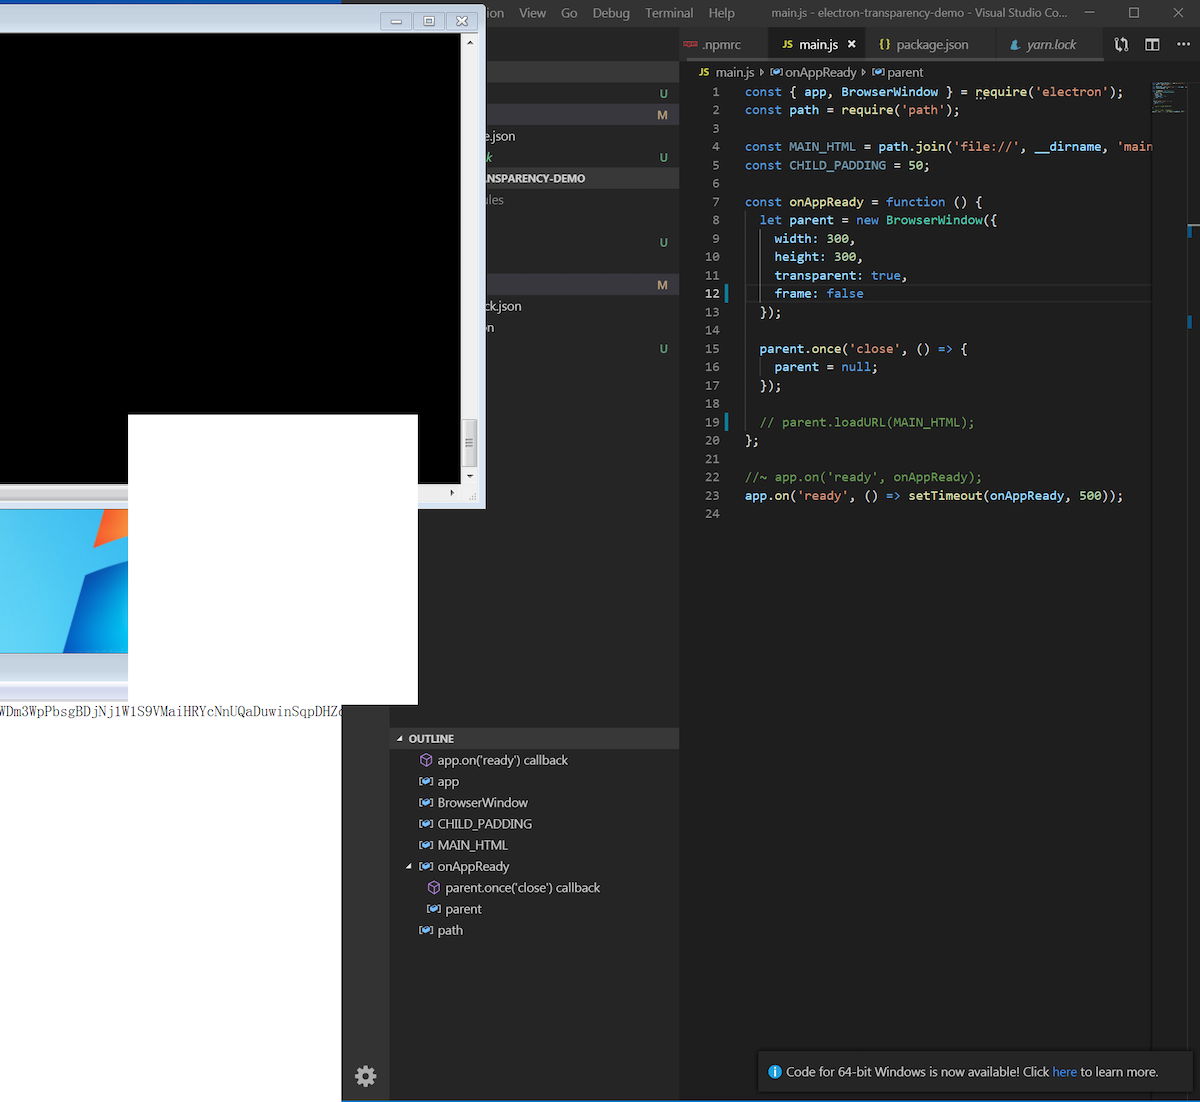 View Go Debug Terminal Help main.js - electron-transparency-demo - Visual Studio Co...
.npmrc JS main.js {} package.json yarn.lock
JS main.js onAppReady parent
U
M
U
NSPARENCY-DEMO
U
M
U
1 const { app, BrowserWindow } = require('electron');
2 const path = require('path');
3
4 const MAIN_HTML = path.join('file://', __dirname, 'main
5 const CHILD_PADDING = 50;
6
7 const onAppReady = function () {
8 let parent = new BrowserWindow({
9 width: 300,
10 height: 300,
11 transparent: true,
12 frame: false
13 });
14
15 parent.once('close', () => {
16 parent = null;
17 });
18
19 // parent.loadURL(MAIN_HTML);
20 };
21
22 //~ app.on('ready', onAppReady);
23 app.on('ready', () => setTimeout(onAppReady, 500));
24
WDm3WpPbsgBDjNj1W1S9VMaiHRYcNnUQaDuwinSqpDHZ
OUTLINE
app.on('ready') callback
app
BrowserWindow
CHILD_PADDING
MAIN_HTML
onAppReady
parent.once('close') callback
parent
path
Code for 64-bit Windows is now available! Click here to learn more.